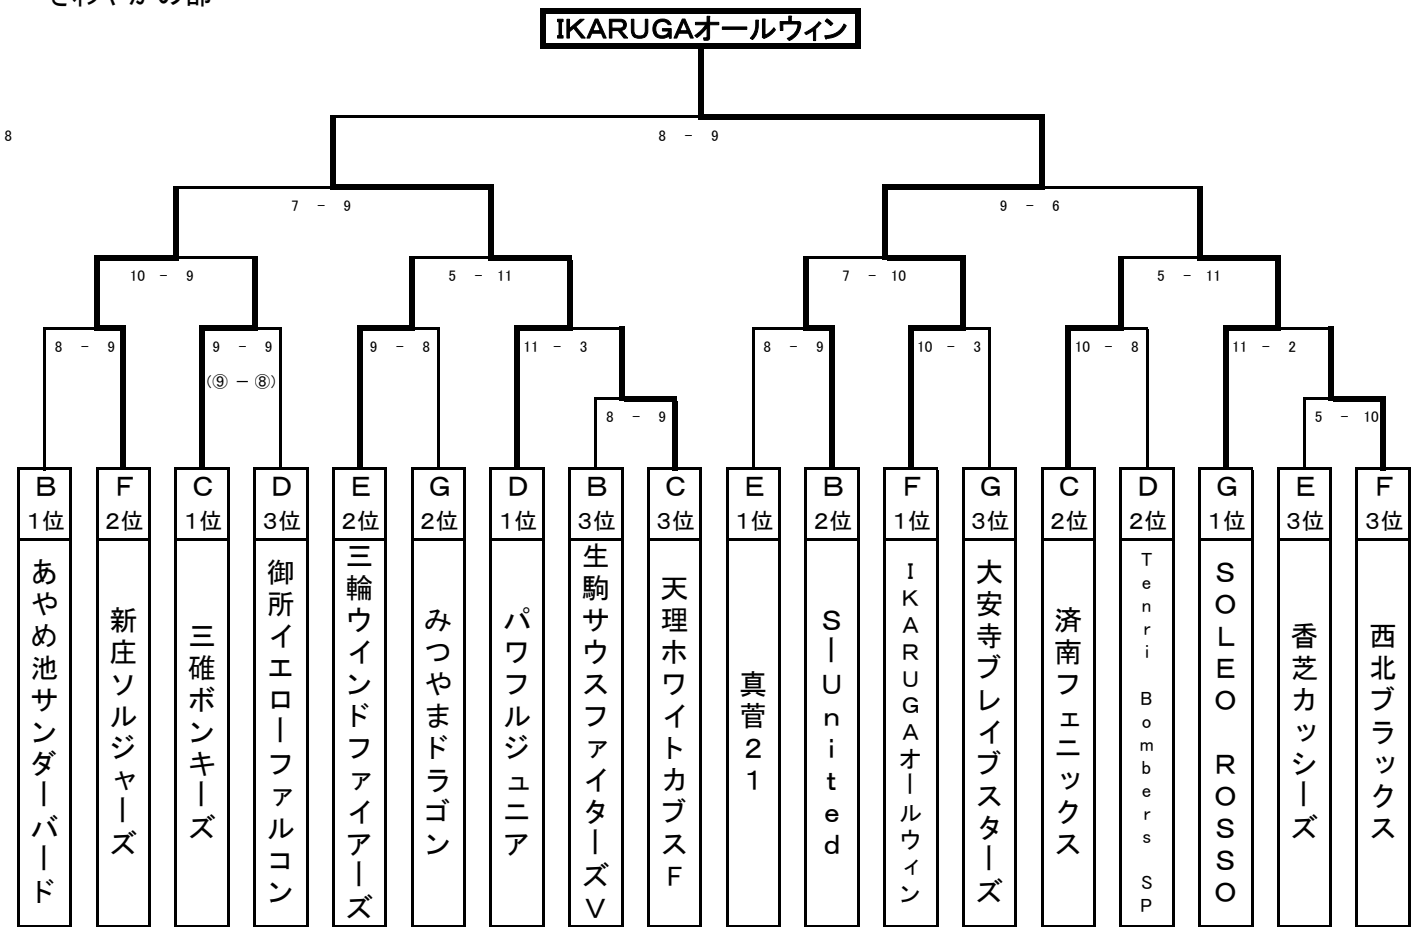 さわやかの部
IKARUGAオールウィン
8
8 － 9
7 － 9
9 － 6
10 － 9
5 － 11
7 － 10
5 － 11
8 － 9
9 － 9
9 － 8
11 － 3
8 － 9
10 － 3
10 － 8
11 － 2
(⑨ － ⑧)
8 － 9
5 － 10
B
1位
あやめ池サンダーバード
F
2位
新庄ソルジャーズ
C
1位
三碓ボンキーズ
D
3位
御所イエローファルコン
E
2位
三輪ウインドファイアーズ
G
2位
みつやまドラゴン
D
1位
パワフルジュニア
B
3位
生駒サウスファイターズV
C
3位
天理ホワイトカブスF
E
1位
真菅21
B
2位
S－United
F
1位
IKARUGAオールウィン
G
3位
大安寺ブレイブスターズ
C
2位
済南フェニックス
D
2位
Tenri Bombers SP
G
1位
SOLEO ROSSO
E
3位
香芝カッシーズ
F
3位
西北ブラックス